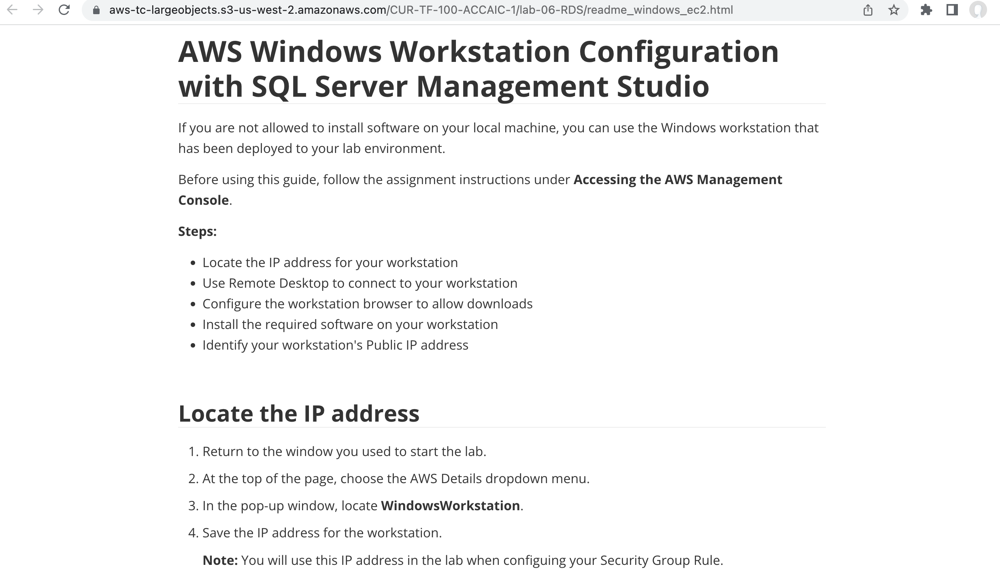 aws-tc-largeobjects.s3-us-west-2.amazonaws.com/CUR-TF-100-ACCAIC-1/lab-06-RDS/readme_windows_ec2.html
AWS Windows Workstation Configuration
with SQL Server Management Studio
If you are not allowed to install software on your local machine, you can use the Windows workstation that
has been deployed to your lab environment.
Before using this guide, follow the assignment instructions under Accessing the AWS Management
Console.
Steps:
• Locate the IP address for your workstation
• Use Remote Desktop to connect to your workstation
• Configure the workstation browser to allow downloads
• Install the required software on your workstation
• Identify your workstation's Public IP address
Locate the IP address
1. Return to the window you used to start the lab.
2. At the top of the page, choose the AWS Details dropdown menu.
3. In the pop-up window, locate WindowsWorkstation.
4. Save the IP address for the workstation.
Note: You will use this IP address in the lab when configuing your Security Group Rule.